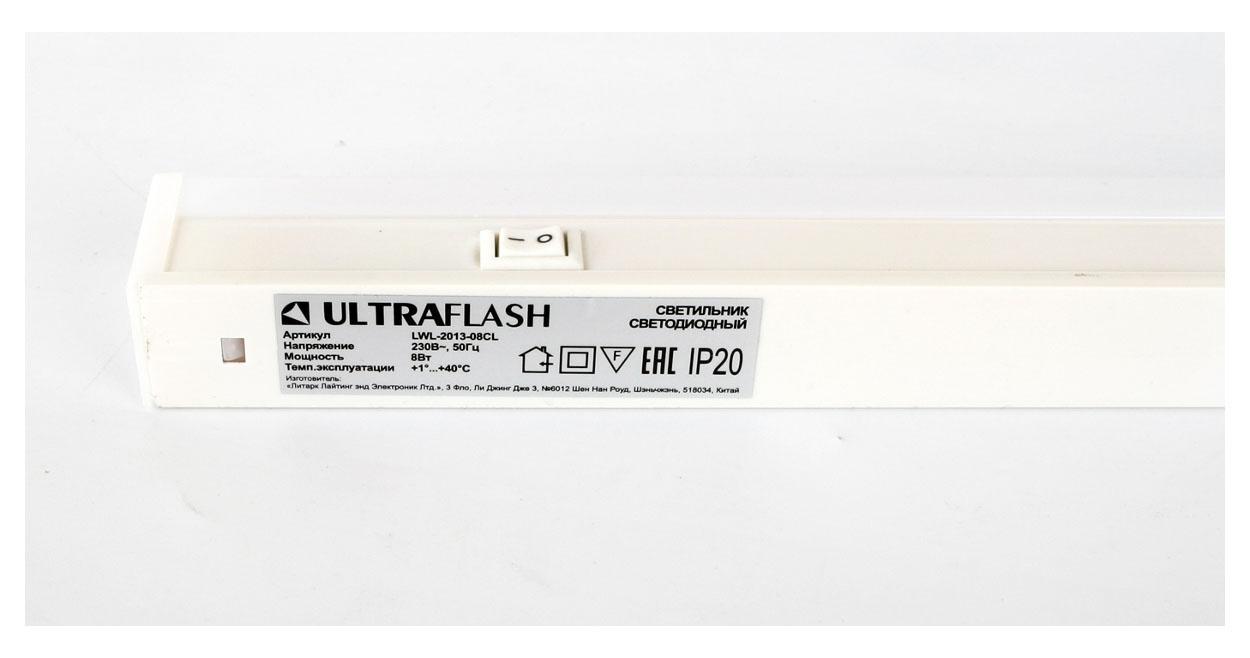 — O
ULTRAFLASH
СВЕТИЛЬНИК
СВЕТОДИОДНЫЙ
Артикул LWL-2013-08CL
Напряжение 230В~, 50Гц
Мощность 8Вт
Темп.эксплуатации +1°...+40°C
F EAC IP20
Изготовитель:
«Литарк Лайтинг энд Электроник Лтд.», 3 Фло, Ли Джинг Дже 3, №6012 Шен Нан Роуд, Шэньчжэнь, 518034, Китай